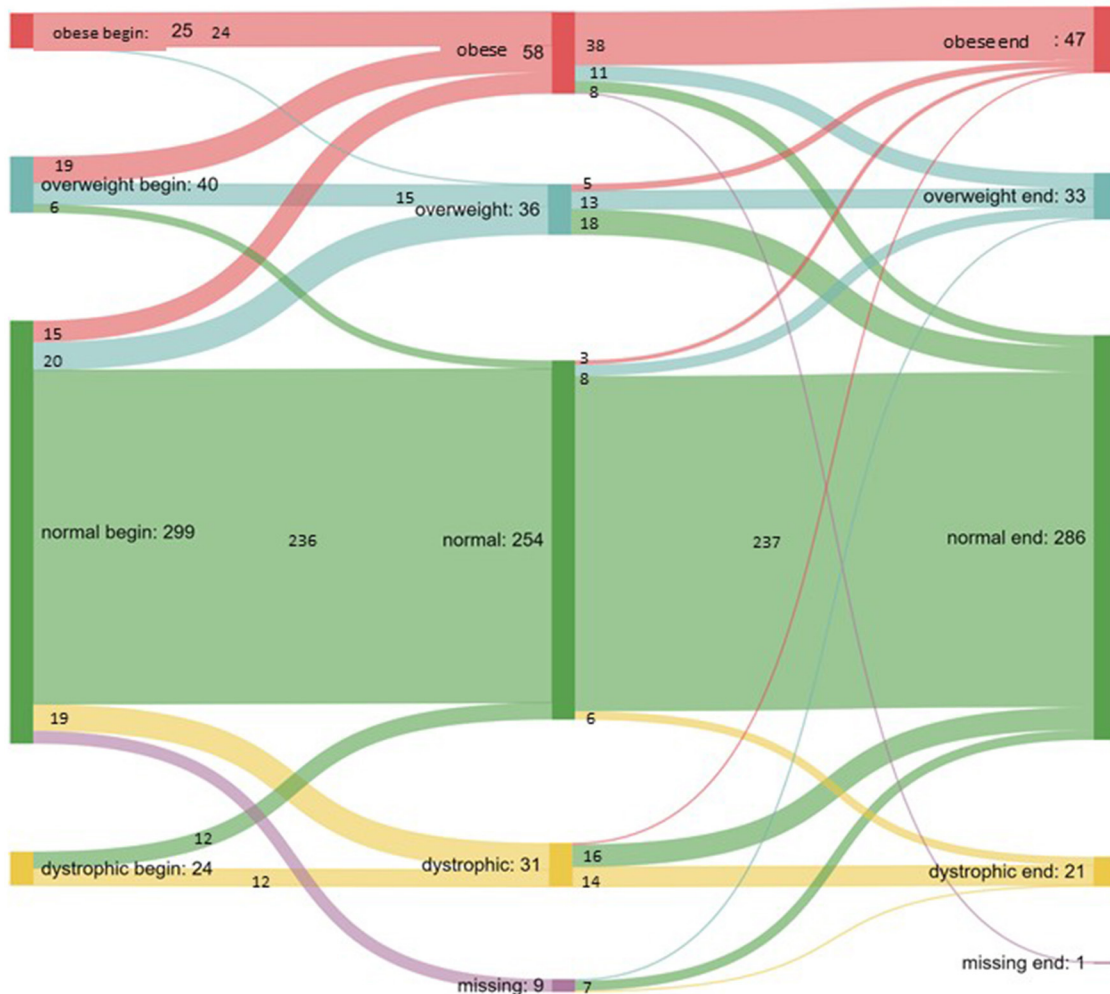 obese begin: 25 24
obese 58
38
obese end : 47
11
8
19
overweight begin: 40
15
overweight: 36
6
5
13
18
overweight end: 33
15
20
3
8
normal begin: 299
236
normal: 254
237
normal end: 286
19
6
12
dystrophic begin: 24
12
dystrophic: 31
16
14
dystrophic end: 21
missing: 9
7
missing end: 1